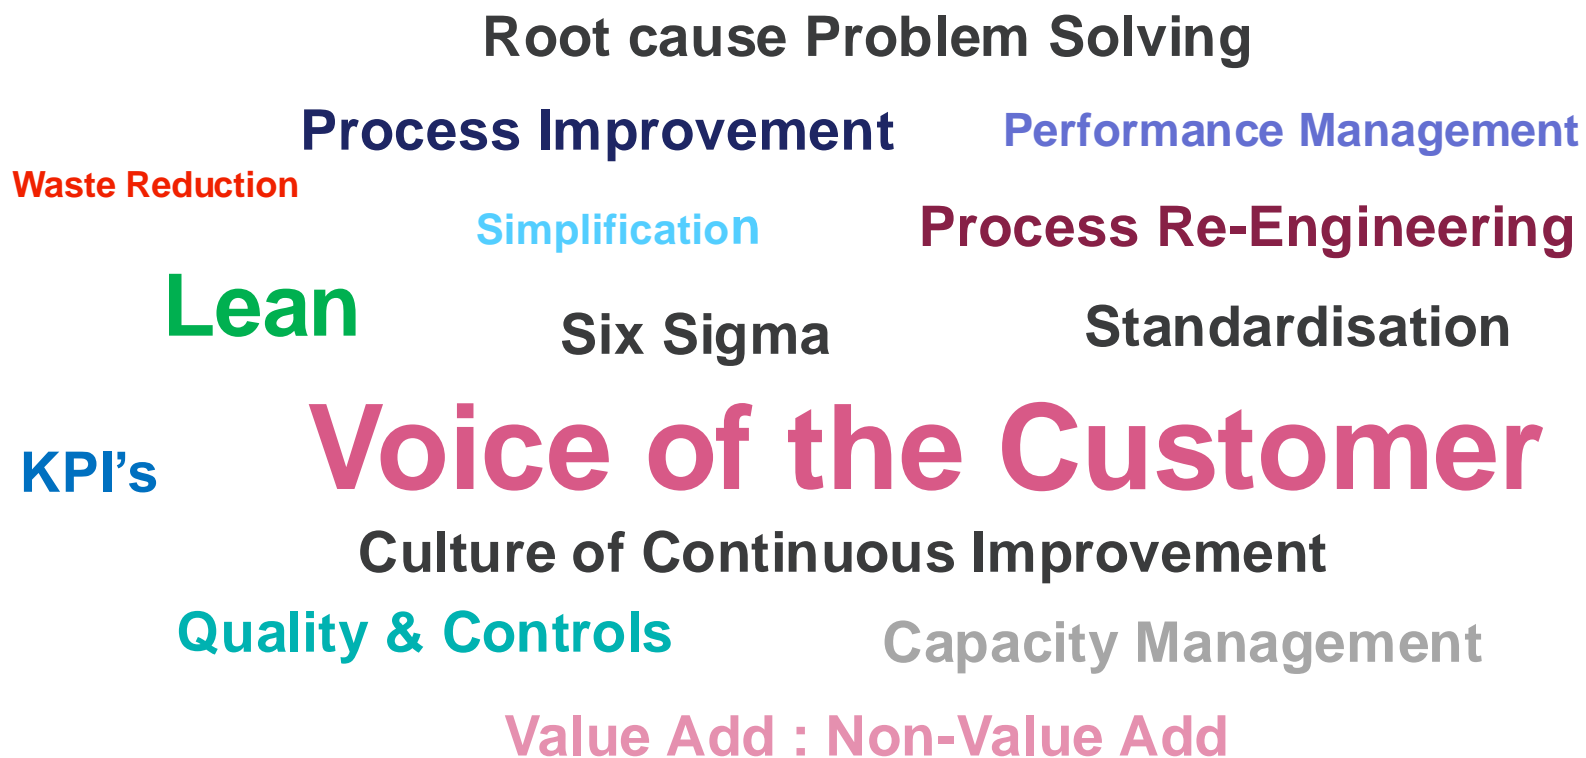 Root cause Problem Solving
Process Improvement
Performance Management
Waste Reduction
Simplification
Process Re-Engineering
Lean
Six Sigma
Standardisation
Voice of the Customer
KPI’s
Culture of Continuous Improvement
Quality & Controls
Capacity Management
Value Add : Non-Value Add